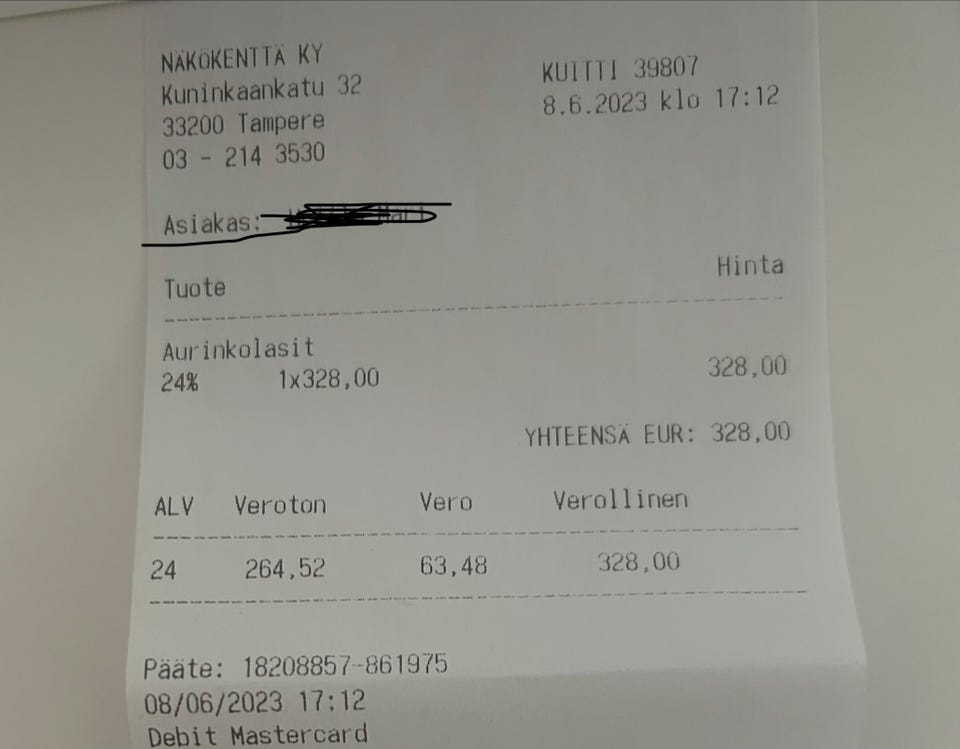 NÄKÖKENTTÄ KY
Kuninkaankatu 32
33200 Tampere
03 - 214 3530
KUITTI 39807
8.6.2023 klo 17:12
Asiakas:
Tuote Hinta
Aurinkolasit
24% 1x328,00 328,00
YHTEENSÄ EUR: 328,00
ALV Veroton Vero Verollinen
24 264,52 63,48 328,00
Pääte: 18208857-861975
08/06/2023 17:12
Debit Mastercard